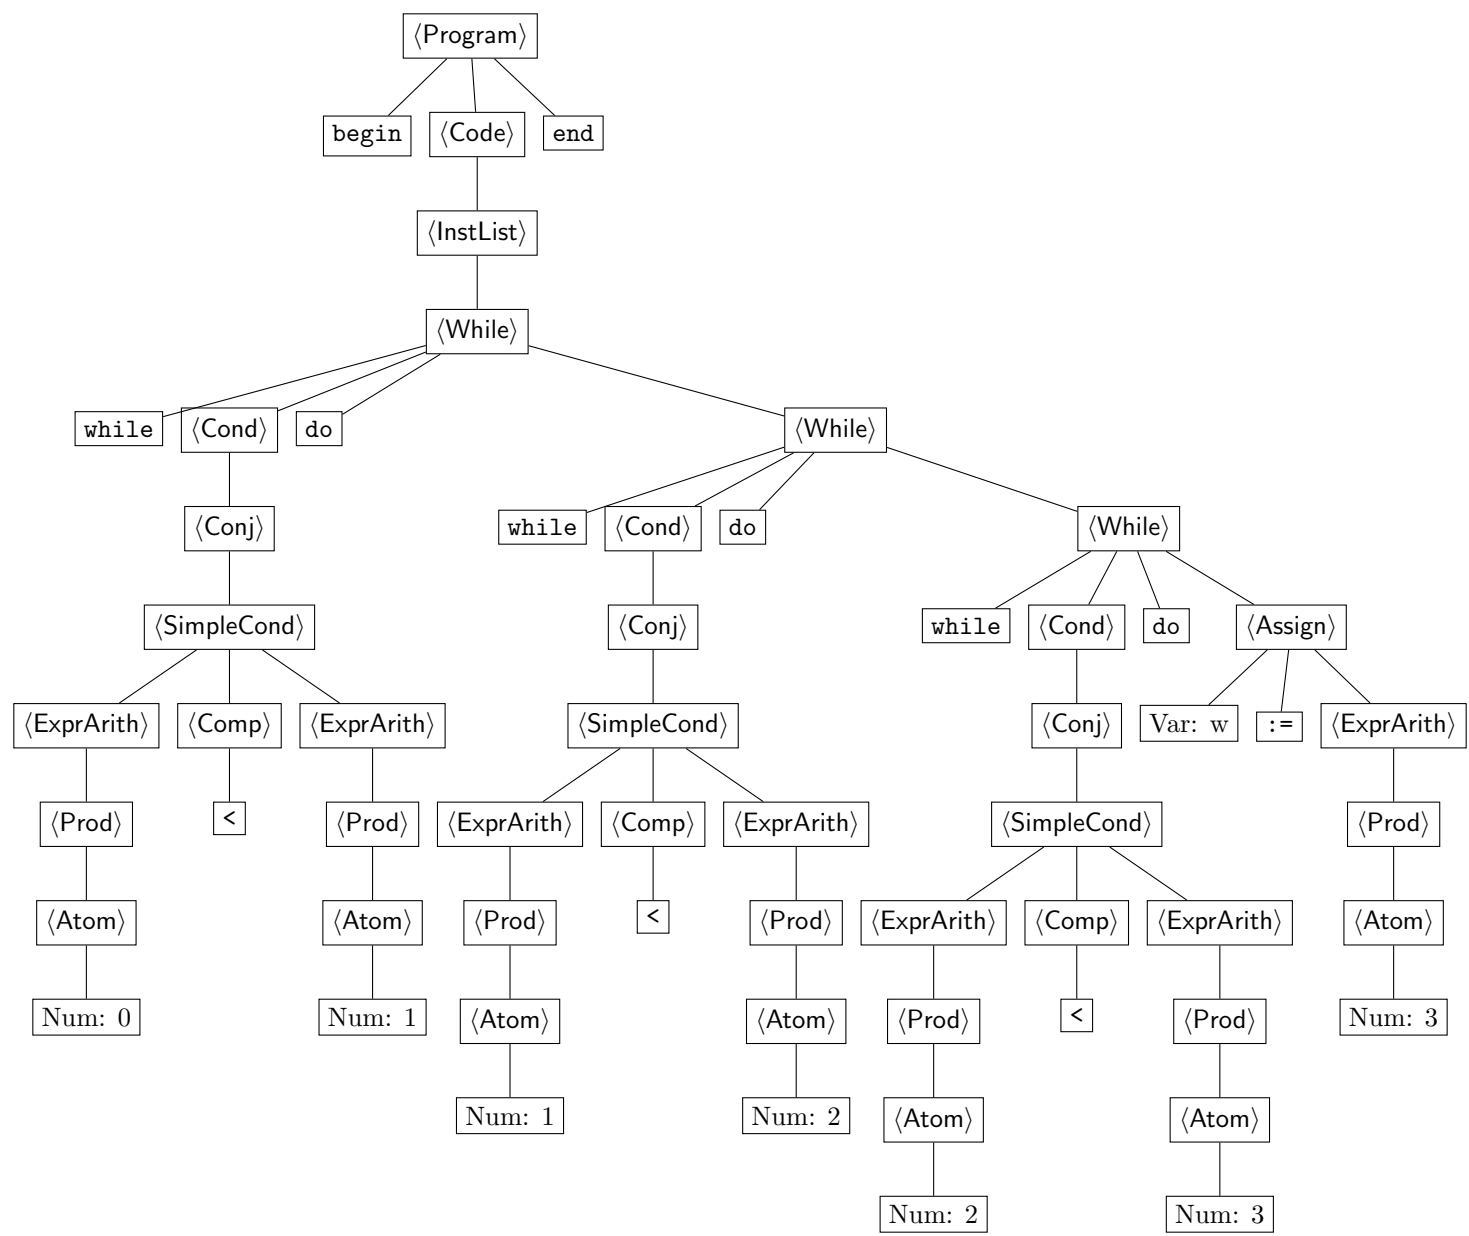 ⟨Program⟩
begin ⟨Code⟩ end
⟨InstList⟩
⟨While⟩
while ⟨Cond⟩ do ⟨While⟩
⟨Conj⟩ while ⟨Cond⟩ do ⟨While⟩
⟨SimpleCond⟩ ⟨Conj⟩ while ⟨Cond⟩ do ⟨Assign⟩
⟨ExprArith⟩ ⟨Comp⟩ ⟨ExprArith⟩ ⟨SimpleCond⟩ ⟨Conj⟩ Var: w := ⟨ExprArith⟩
⟨Prod⟩ < ⟨Prod⟩ ⟨ExprArith⟩ ⟨Comp⟩ ⟨ExprArith⟩ ⟨SimpleCond⟩ ⟨Prod⟩
⟨Atom⟩ ⟨Atom⟩ ⟨Prod⟩ < ⟨Prod⟩ ⟨ExprArith⟩ ⟨Comp⟩ ⟨ExprArith⟩ ⟨Atom⟩
Num: 0 Num: 1 ⟨Atom⟩ ⟨Atom⟩ ⟨Prod⟩ < ⟨Prod⟩ Num: 3
Num: 1 Num: 2 ⟨Atom⟩ ⟨Atom⟩
Num: 2 Num: 3